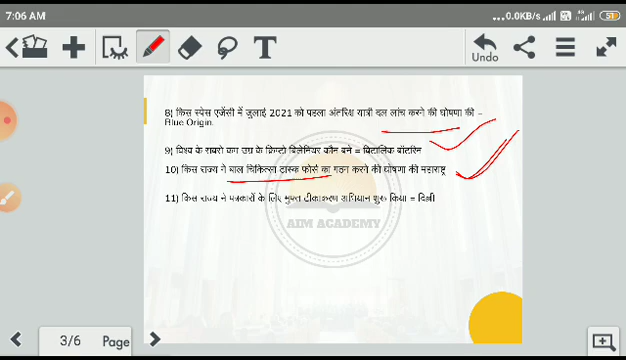 7:06 AM
...0.0KB/s 51
T Undo
8) किस स्पेस एजेंसी में जुलाई 2021 को पहला अंतरिक्ष यात्री दल लांच करने की घोषणा की –
Blue Origin.
9) विश्व के सबसे कम उम्र के क्रिप्टो बिलेनियर कौन बने = विटालिक बॉटरिन
10) किस राज्य ने बाल चिकित्सा टास्क फोर्स का गठन करने की घोषणा की महाराष्ट्र
11) किस राज्य ने पत्रकारों के लिए मुफ्त टीकाकरण अभियान शुरू किया = दिल्ली
AIM ACADEMY
3/6 Page